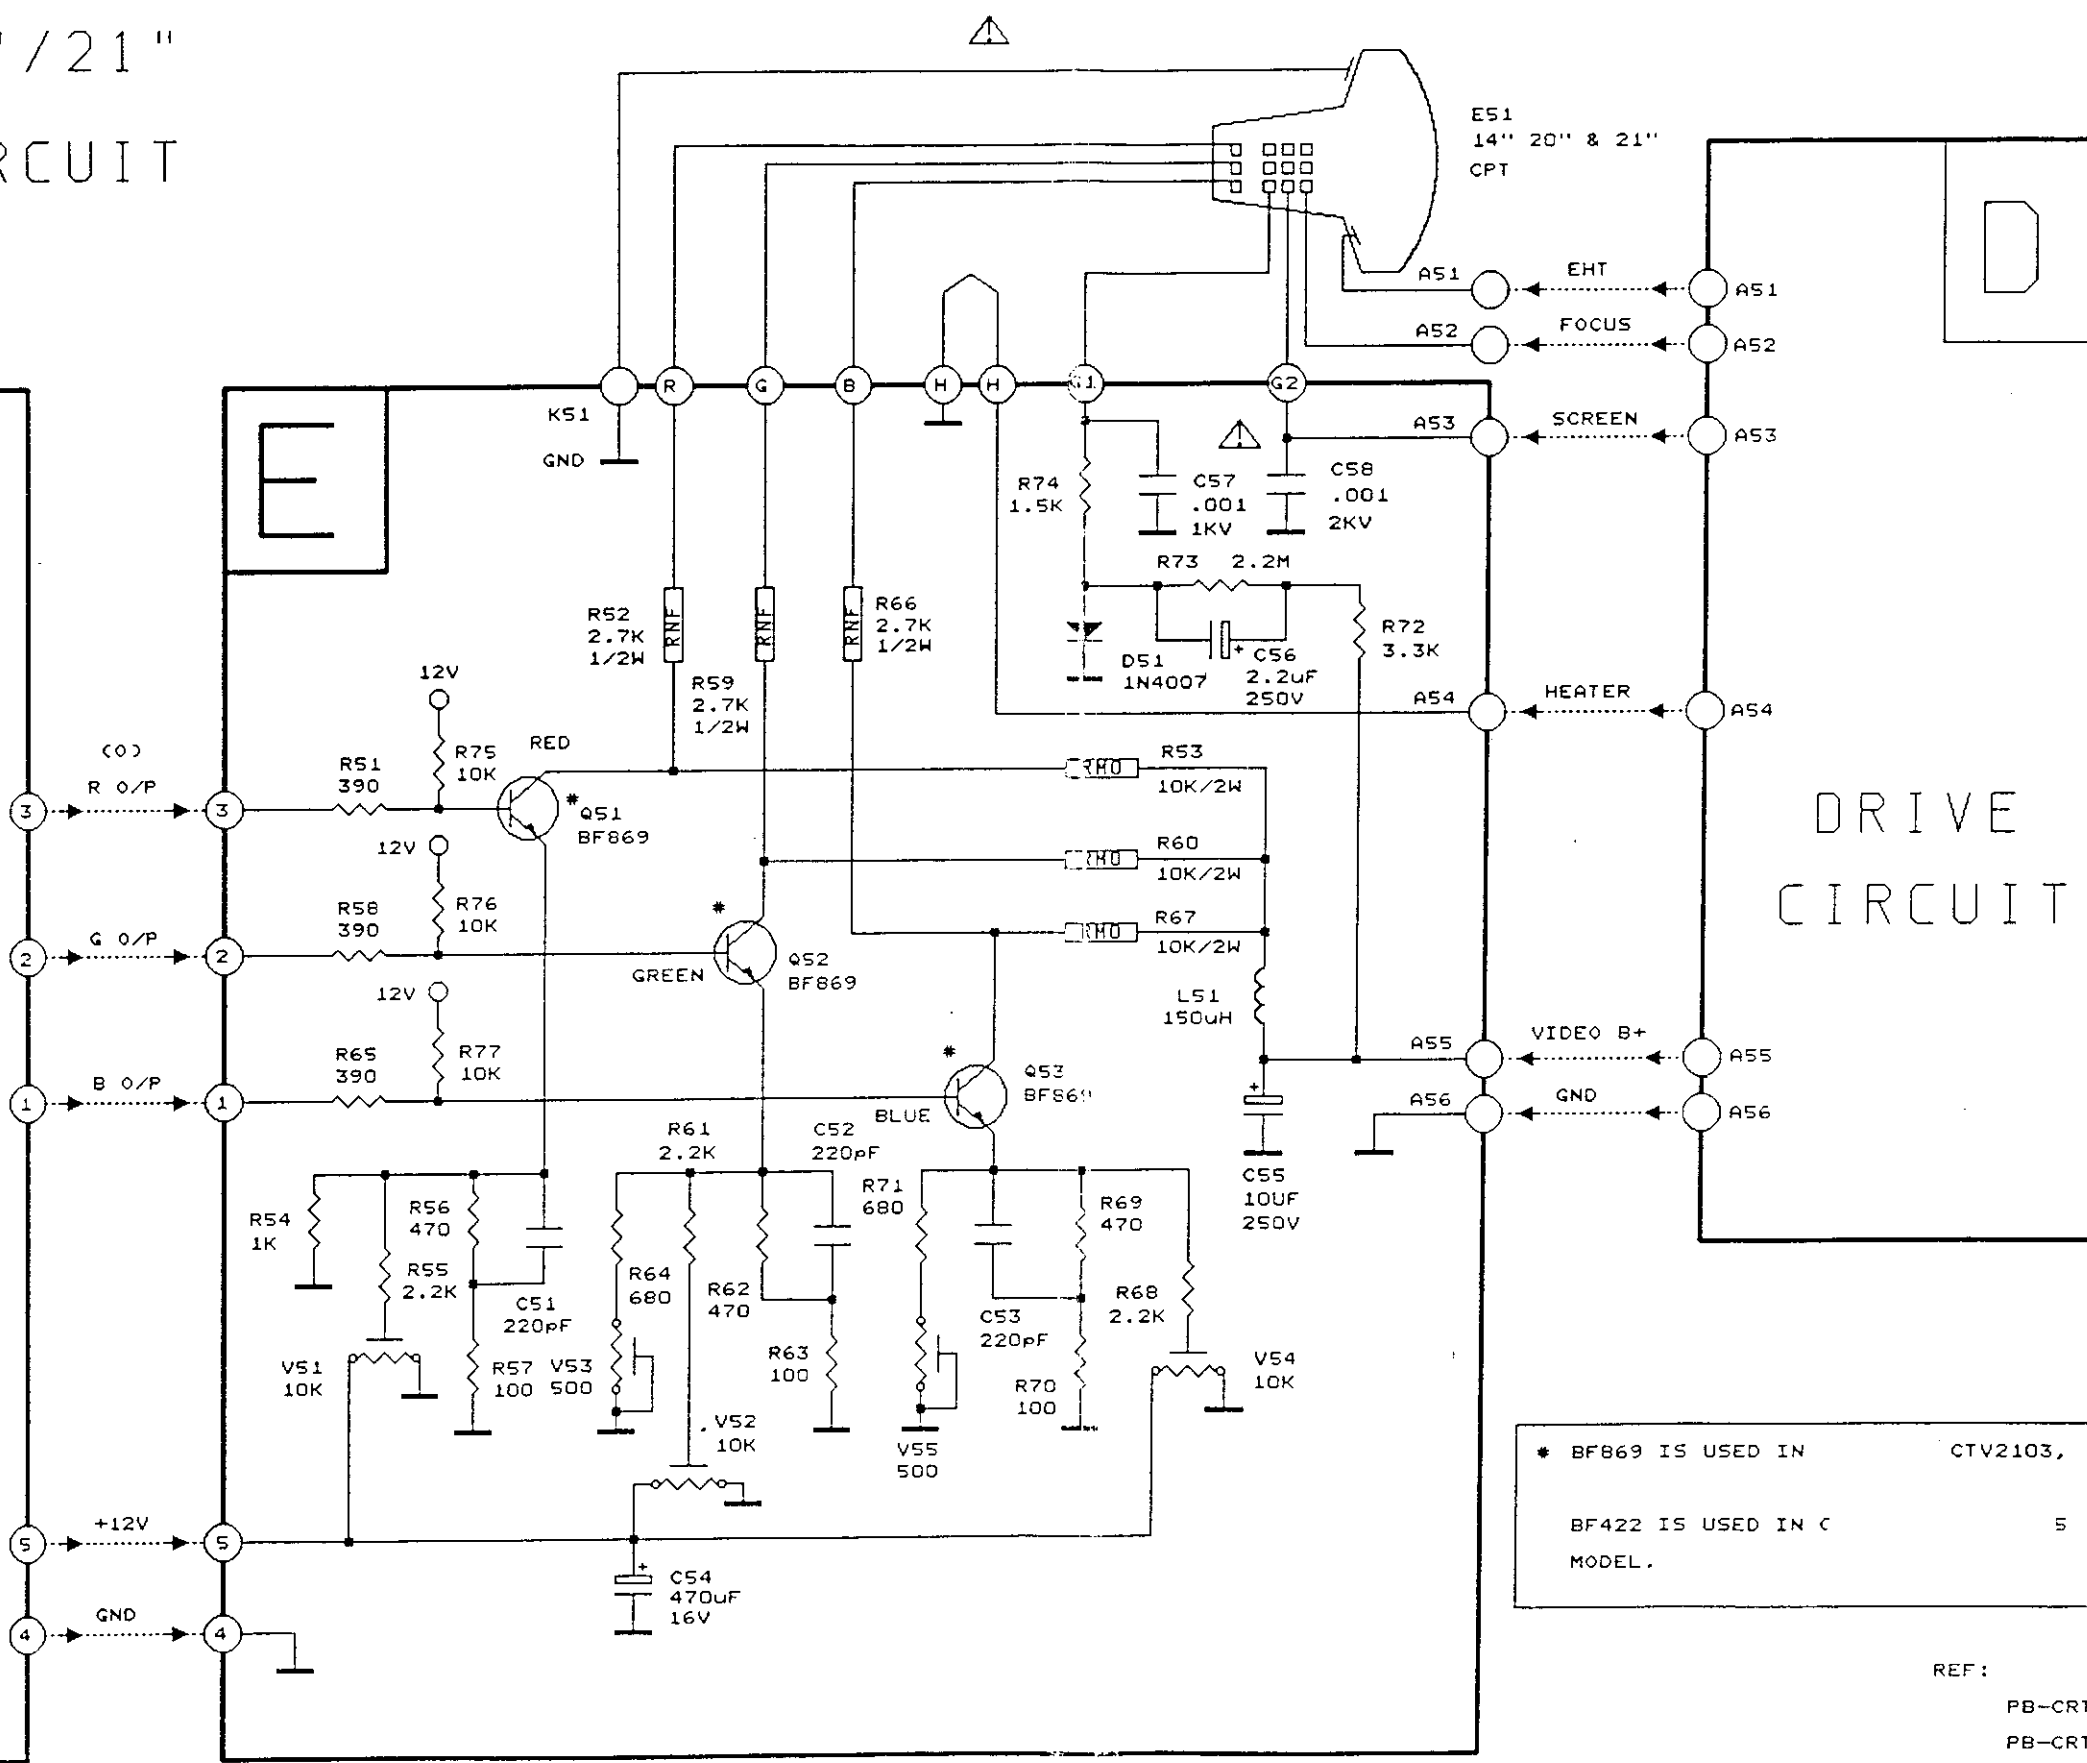 "/21"
RCUIT
E51
14" 20" & 21"
CPT
D
A51
EHT
A51
A52
FOCUS
A52
R
G
B
H
H
G1
G2
K51
GND
E
A53
SCREEN
A53
R74
1.5K
C57
.001
1KV
C58
.001
2KV
R73 2.2M
R52
2.7K
1/2W
RNF
RNF
RNF
R66
2.7K
1/2W
R72
3.3K
D51
1N4007
C56
2.2uF
250V
+
R59
2.7K
1/2W
A54
HEATER
A54
12V
(O)
R O/P
R51
390
R75
10K
RED
R53
RMO
10K/2W
3
3
*
Q51
BF869
DRIVE
CIRCUIT
12V
R60
RMO
10K/2W
R58
390
R76
10K
*
R67
RMO
10K/2W
G O/P
2
2
GREEN
Q52
BF869
12V
L51
150uH
R65
390
R77
10K
*
Q53
BF869
A55
VIDEO B+
A55
B O/P
1
1
BLUE
+
A56
GND
A56
R61
2.2K
C52
220pF
R71
680
C55
10UF
250V
R54
1K
R56
470
R69
470
R55
2.2K
R64
680
R62
470
R68
2.2K
C51
220pF
C53
220pF
V51
10K
R57
100
V53
500
R63
100
R70
100
V54
10K
V52
10K
V55
500
* BF869 IS USED IN CTV2103,
BF422 IS USED IN C 5
MODEL.
+12V
5
5
+
C54
470uF
16V
GND
4
4
REF:
PB-CRT
PB-CRT